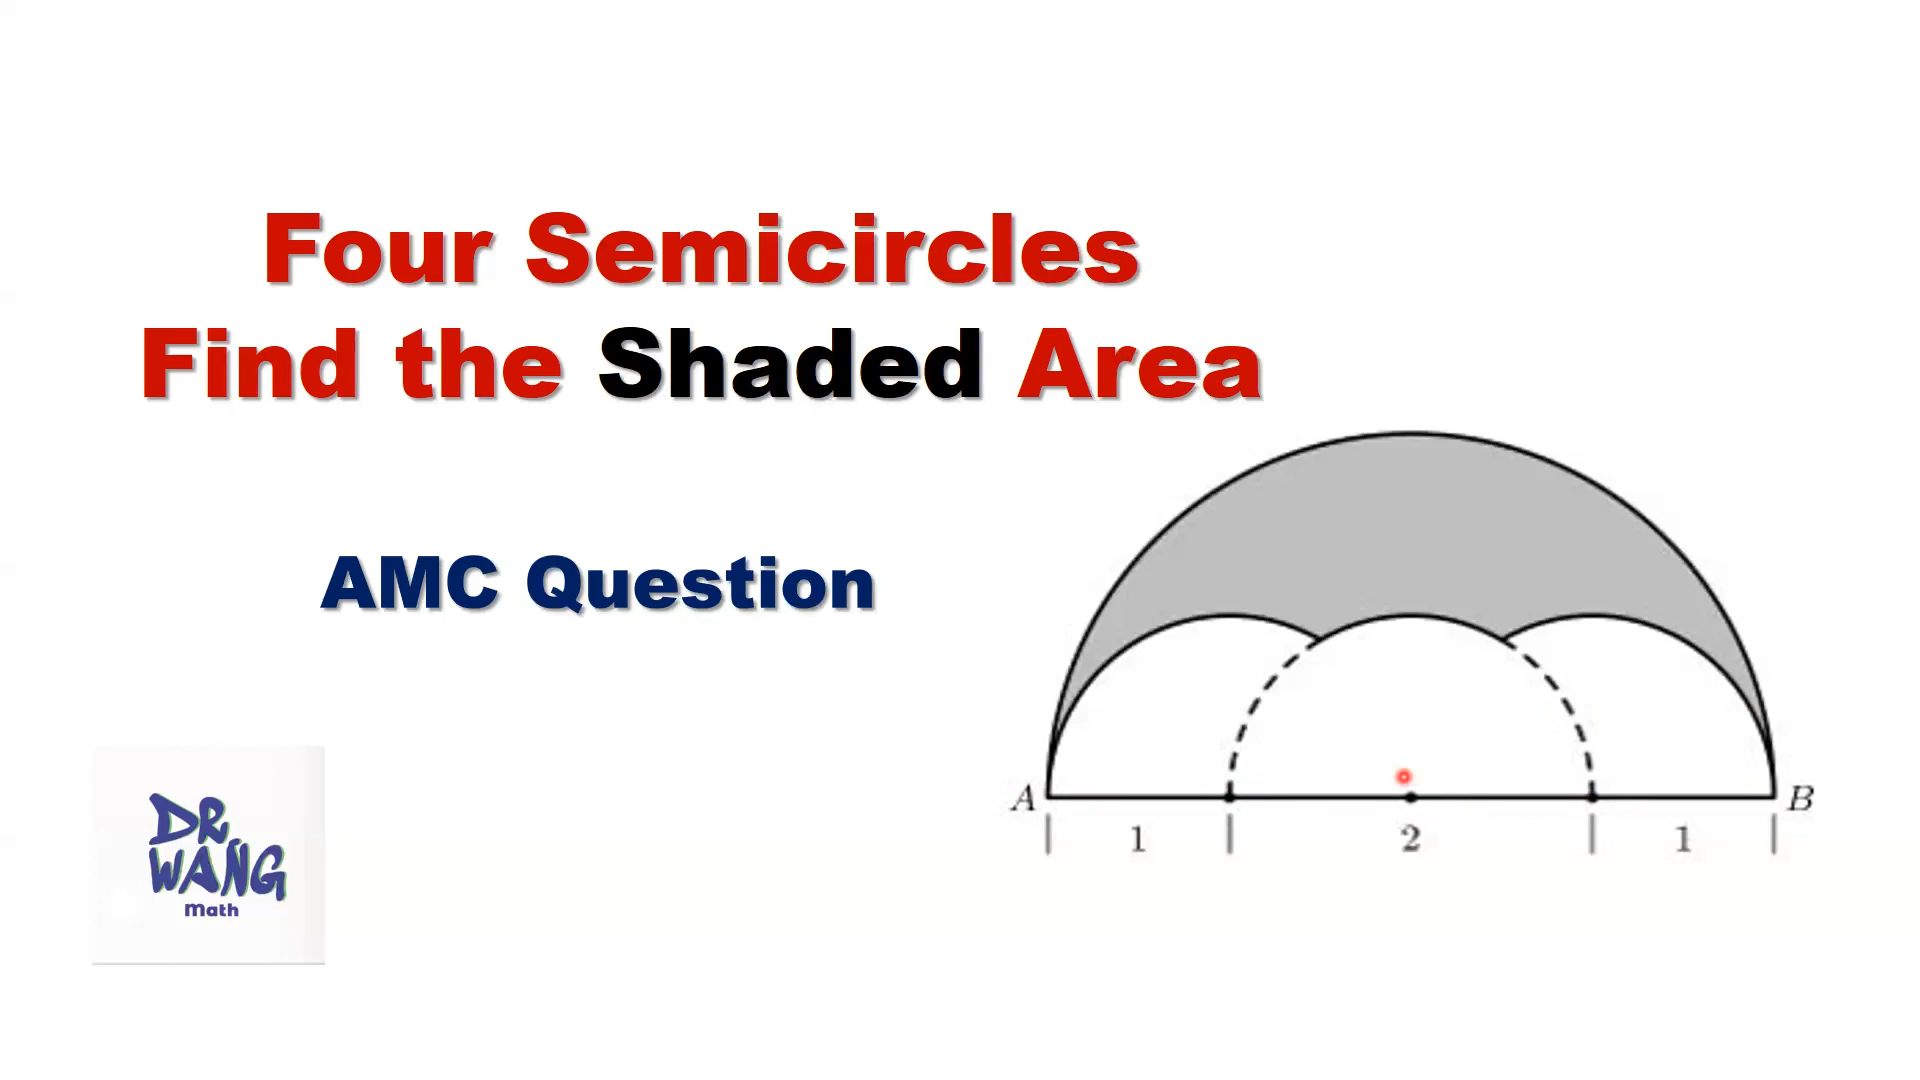 Four Semicircles
Find the Shaded Area
AMC Question
A
B
1
2
1
DR.
WANG
Math